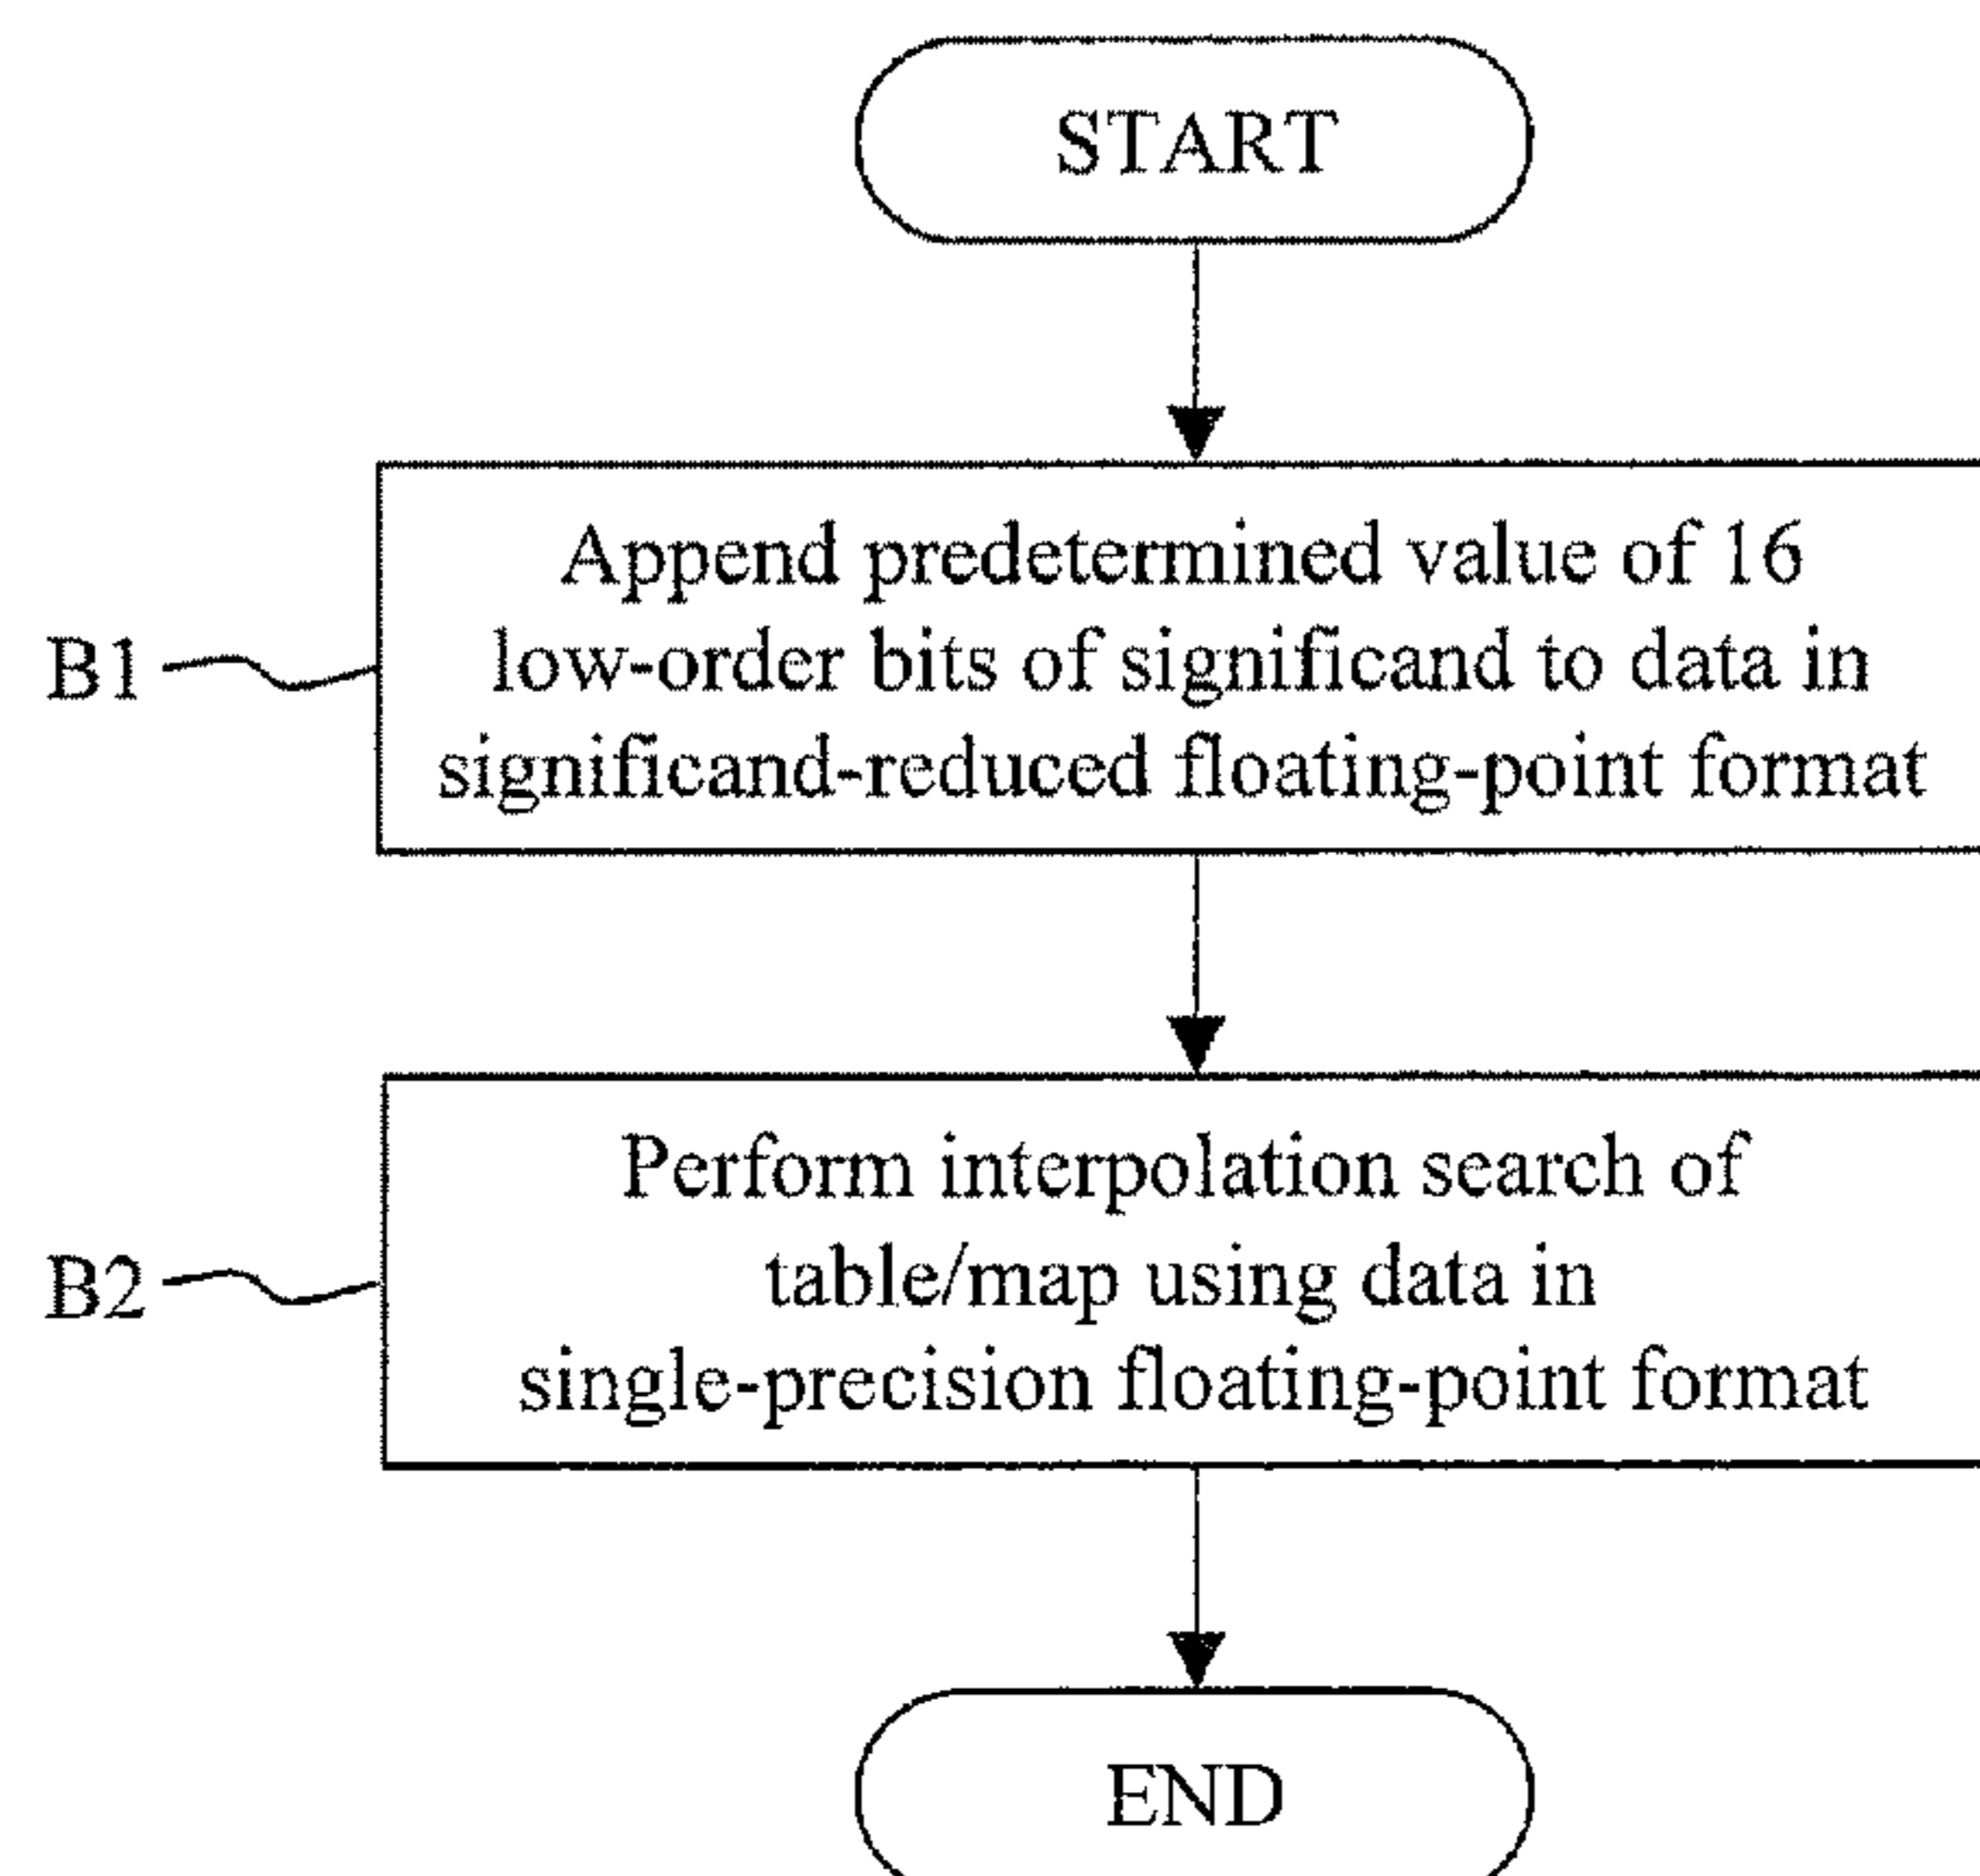 START
Append predetermined value of 16
B1
low-order bits of significand to data in
significand-reduced floating-point format
Perform interpolation search of
B2
table/map using data in
single-precision floating-point format
END